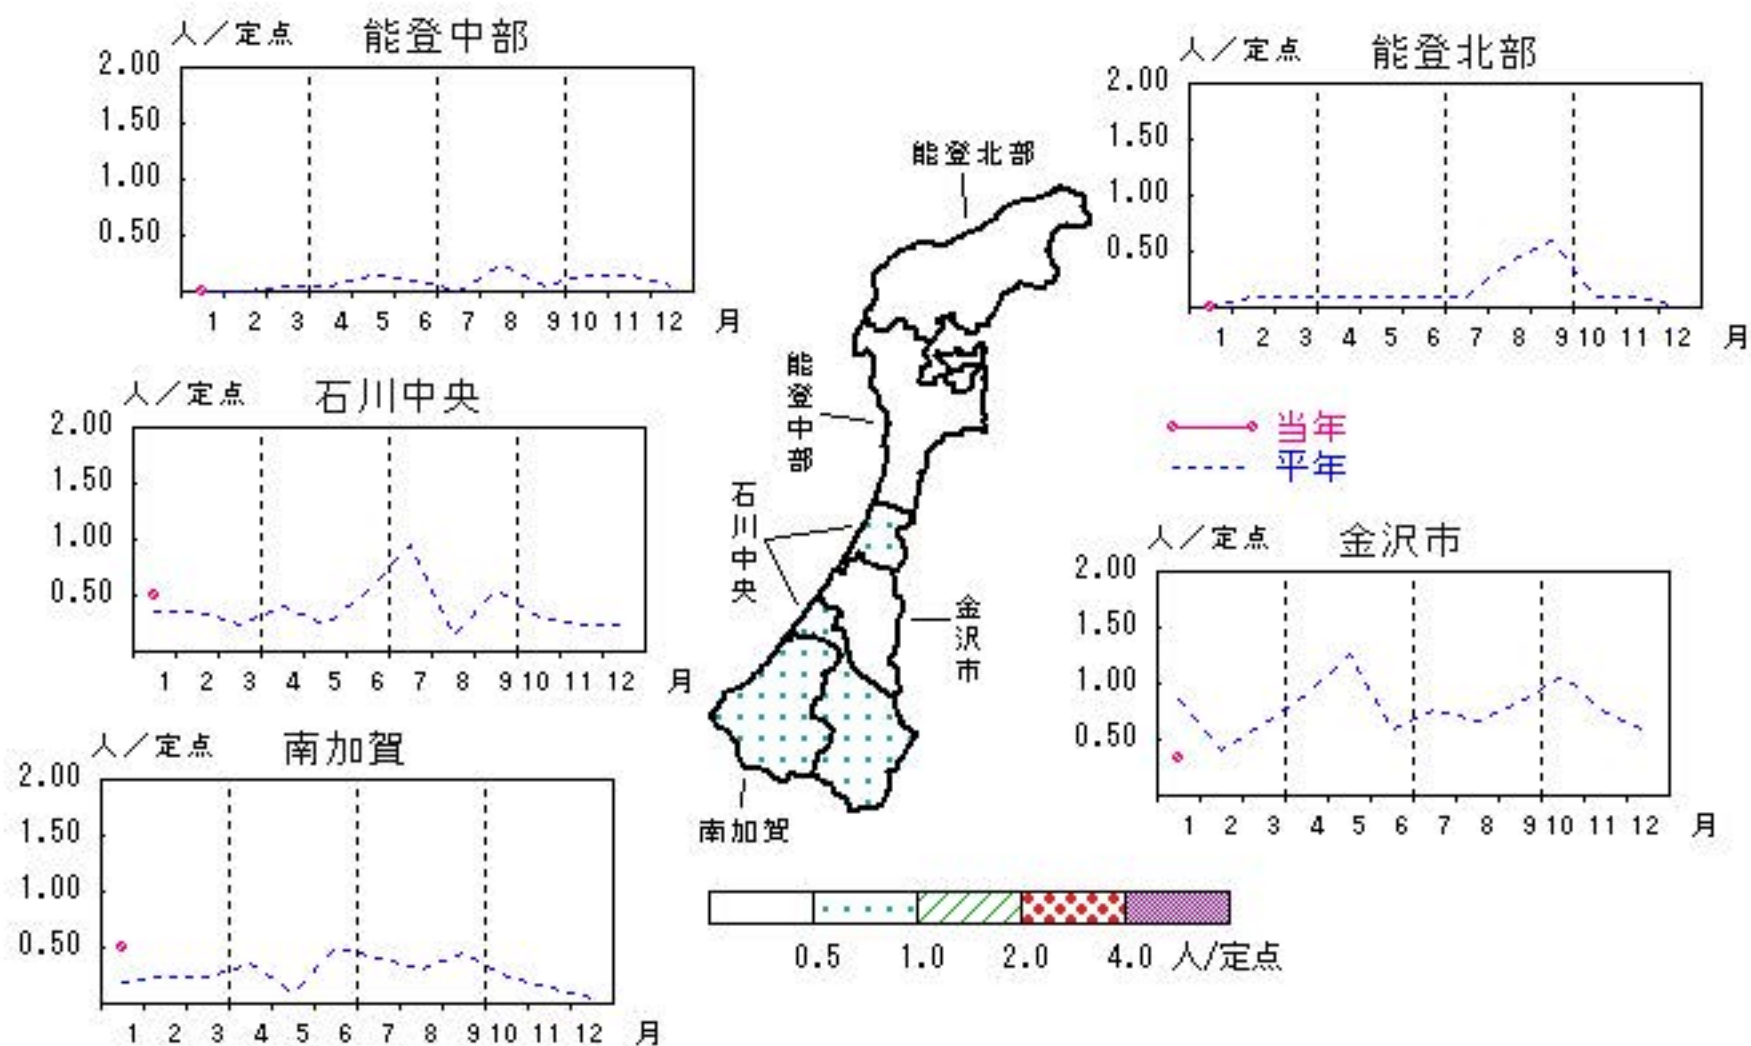 人／定点 能登中部
2.00
1.50
1.00
0.50
1 2 3 4 5 6 7 8 9 10 11 12 月
人／定点 能登北部
2.00
1.50
1.00
0.50
1 2 3 4 5 6 7 8 9 10 11 12 月
能登北部
能登中部
石川中央
金沢市
南加賀
人／定点 石川中央
2.00
1.50
1.00
0.50
1 2 3 4 5 6 7 8 9 10 11 12 月
当年
平年
人／定点 金沢市
2.00
1.50
1.00
0.50
1 2 3 4 5 6 7 8 9 10 11 12 月
人／定点 南加賀
2.00
1.50
1.00
0.50
1 2 3 4 5 6 7 8 9 10 11 12 月
0.5 1.0 2.0 4.0 人/定点